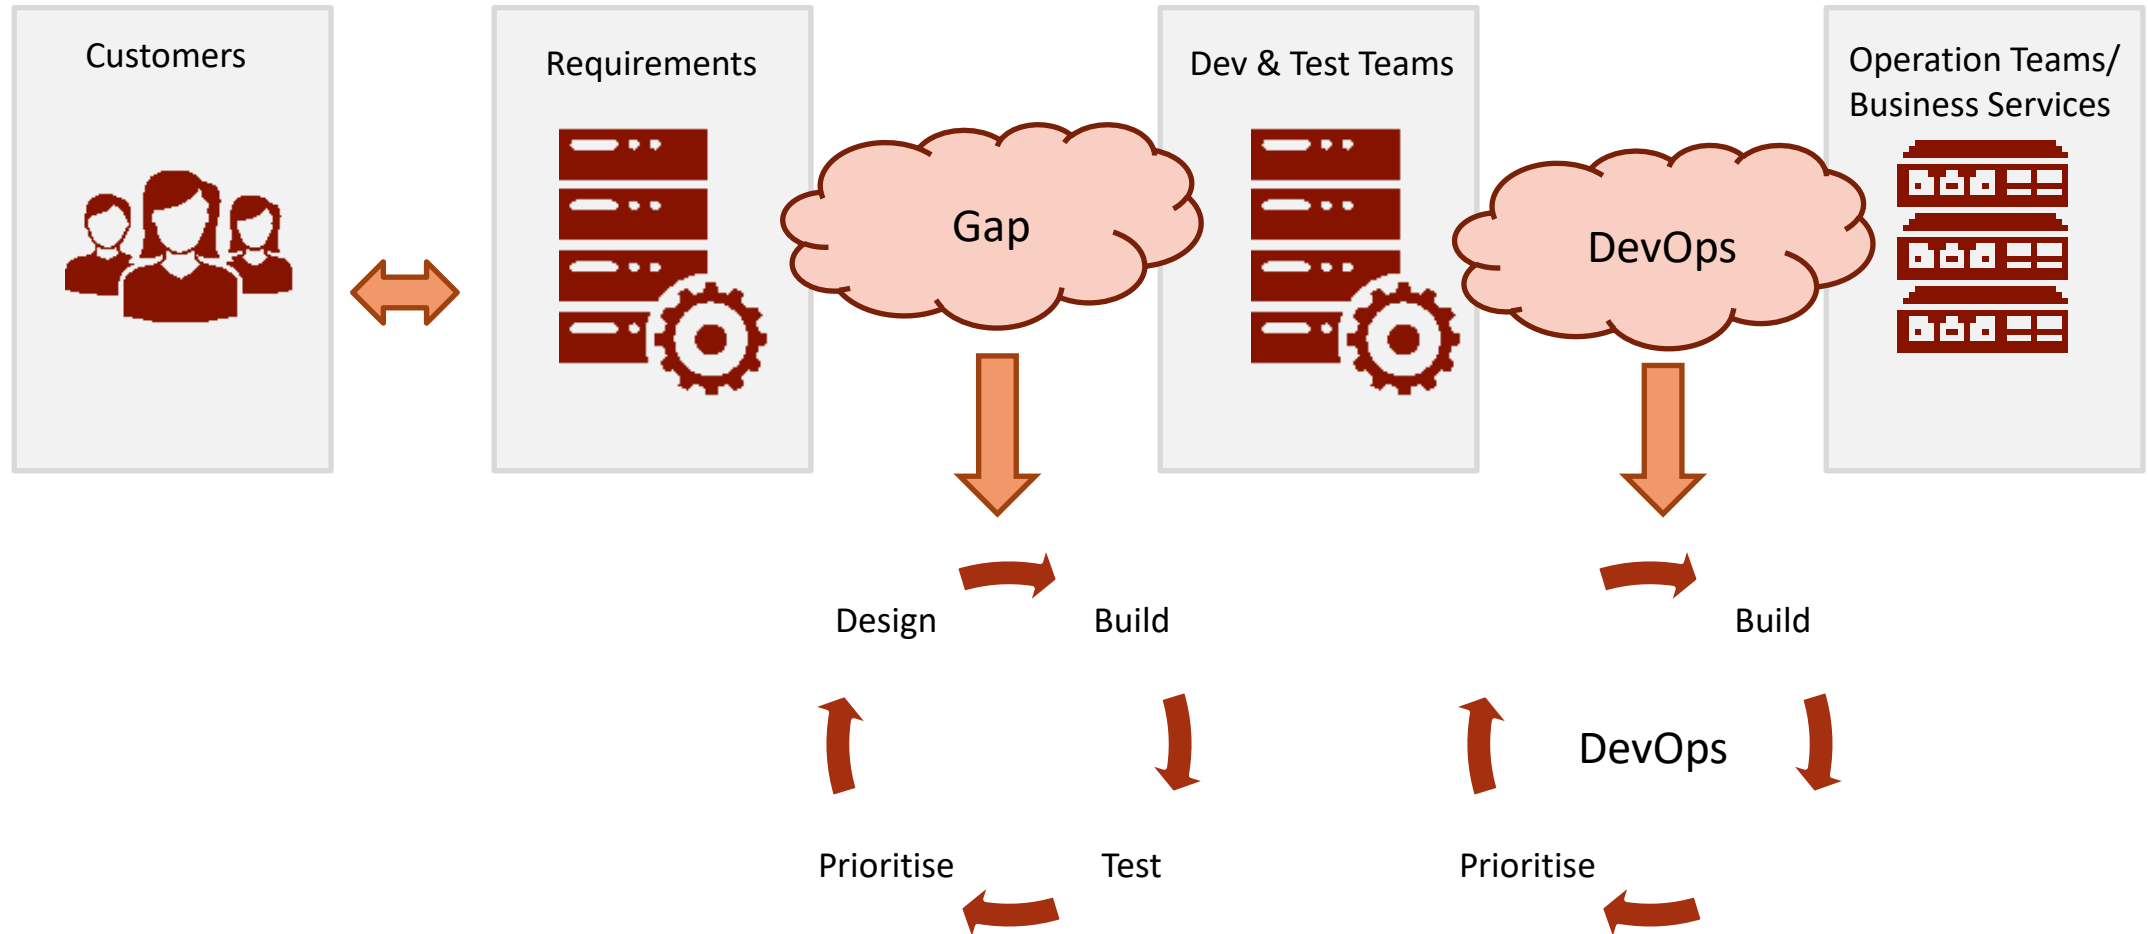 Customers
Requirements
Dev & Test Teams
Operation Teams/
Business Services
Gap
DevOps
Design
Build
Prioritise
Test
Build
DevOps
Prioritise